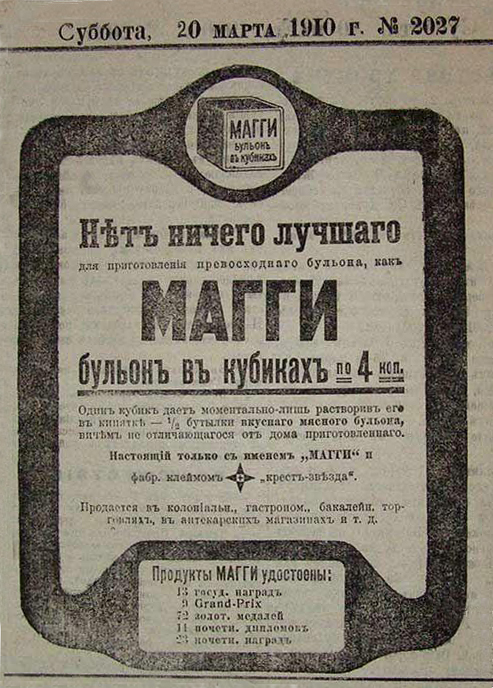 Суббота, 20 МАРТА 1910 г. № 2027
МАГГИ
БУЛЬОНЪ
ВЪ КУБИКАХЪ
Нѣтъ ничего лучшаго
для приготовленія превосходнаго бульона, какъ
МАГГИ
бульонъ въ кубикахъ по 4 коп.
Одинъ кубикъ даетъ моментально-лишь растворивъ его
въ кипяткѣ — 1/2 бутылки вкуснаго мясного бульона,
ничѣмъ не отличающагося отъ дома приготовленнаго.
Настоящій только съ именемъ „МАГГИ" и
фабр. клеймомъ „крестъ-звѣзда".
Продается въ колоніальн., гастроном., бакалейн. тор-
говляхъ, въ аптекарскихъ магазинахъ и т. д.
Продукты МАГГИ удостоены:
13 госуд. наградъ
9 Grand-Prix
72 золот. медалей
11 почетн. дипломовъ
23 почетн. наградъ